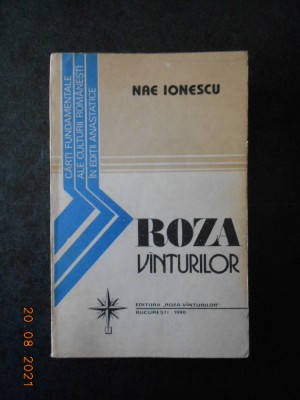 NAE IONESCU
CĂRȚI FUNDAMENTALE
ALE CULTURII ROMÂNEȘTI
ÎN EDIȚII ANASTATICE
ROZA
VÎNTURILOR
EDITURA „ROZA VÎNTURILOR"
BUCUREȘTI 1990
20 08 2021